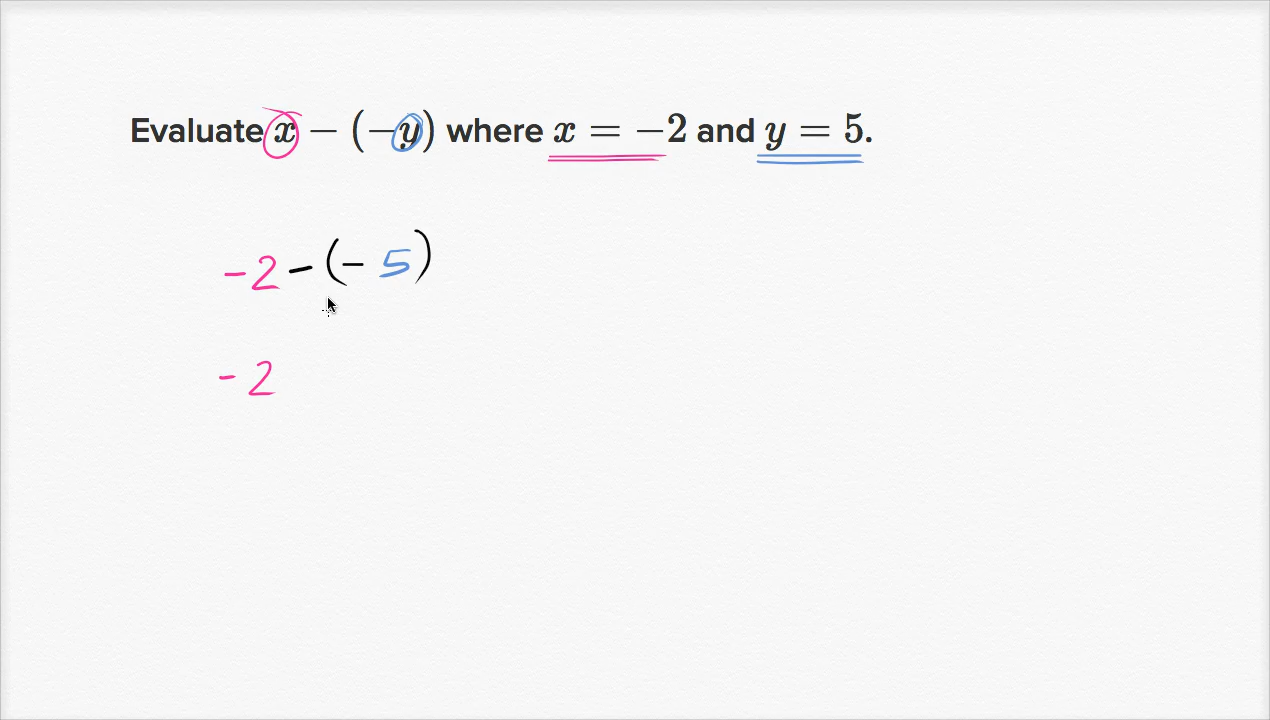 Evaluate x − (−y) where x = −2 and y = 5.
-2 - (- 5)
- 2